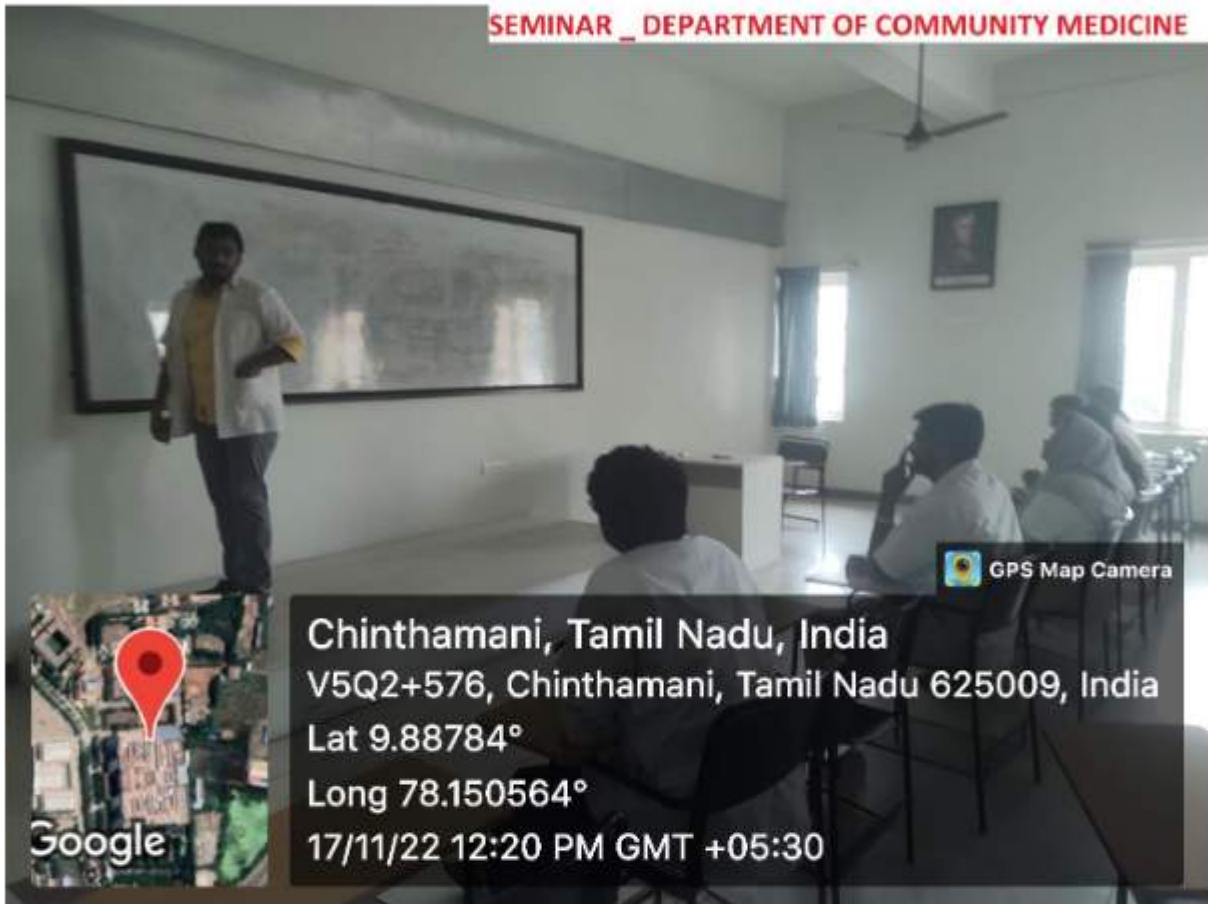 SEMINAR _ DEPARTMENT OF COMMUNITY MEDICINE
GPS Map Camera
Chinthamani, Tamil Nadu, India
V5Q2+576, Chinthamani, Tamil Nadu 625009, India
Lat 9.88784°
Long 78.150564°
17/11/22 12:20 PM GMT +05:30
Google